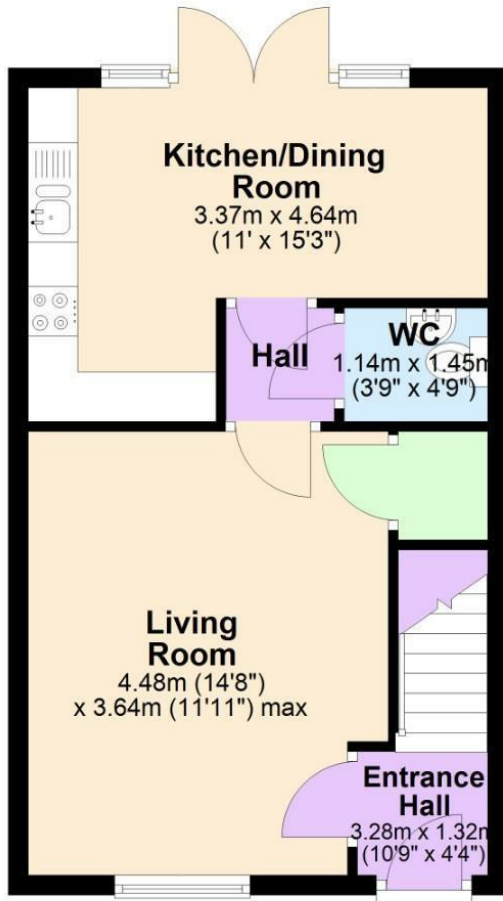 Kitchen/Dining
Room
3.37m x 4.64m
(11' x 15'3")
Hall
WC
1.14m x 1.45m
(3'9" x 4'9")
Living
Room
4.48m (14'8")
x 3.64m (11'11") max
Entrance
Hall
3.28m x 1.32m
(10'9" x 4'4")